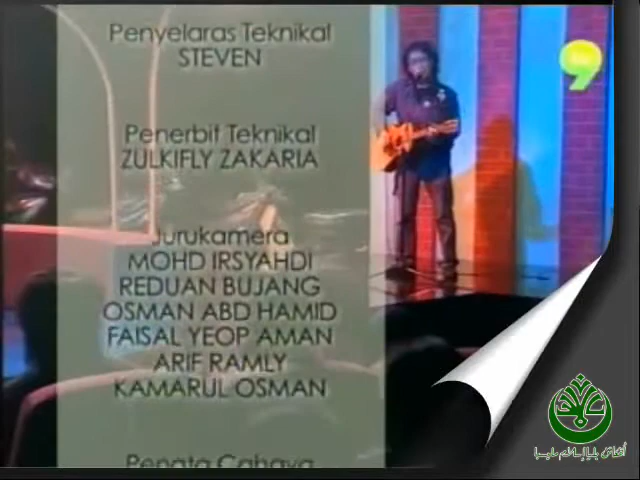 Penyelaras Teknikal
STEVEN
9
Penerbit Teknikal
ZULKIFLY ZAKARIA
Jurukamera
MOHD IRSYAHDI
REDUAN BUJANG
OSMAN ABD HAMID
FAISAL YEOP AMAN
ARIF RAMLY
KAMARUL OSMAN
Penata Cahaya